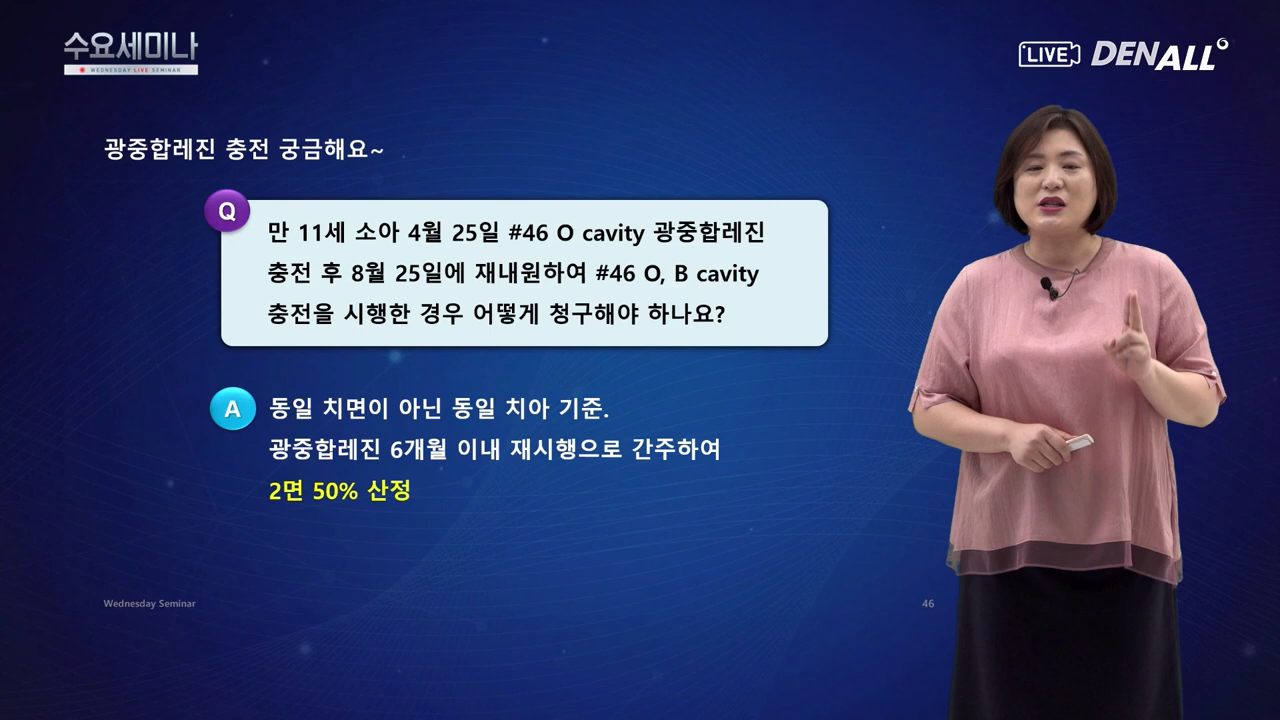 수요세미나
WEDNESDAY LIVE SEMINAR
LIVE
DENALL
광중합레진 충전 궁금해요~
Q
만 11세 소아 4월 25일 #46 O cavity 광중합레진
충전 후 8월 25일에 재내원하여 #46 O, B cavity
충전을 시행한 경우 어떻게 청구해야 하나요?
A
동일 치면이 아닌 동일 치아 기준.
광중합레진 6개월 이내 재시행으로 간주하여
2면 50% 산정
Wednesday Seminar
46